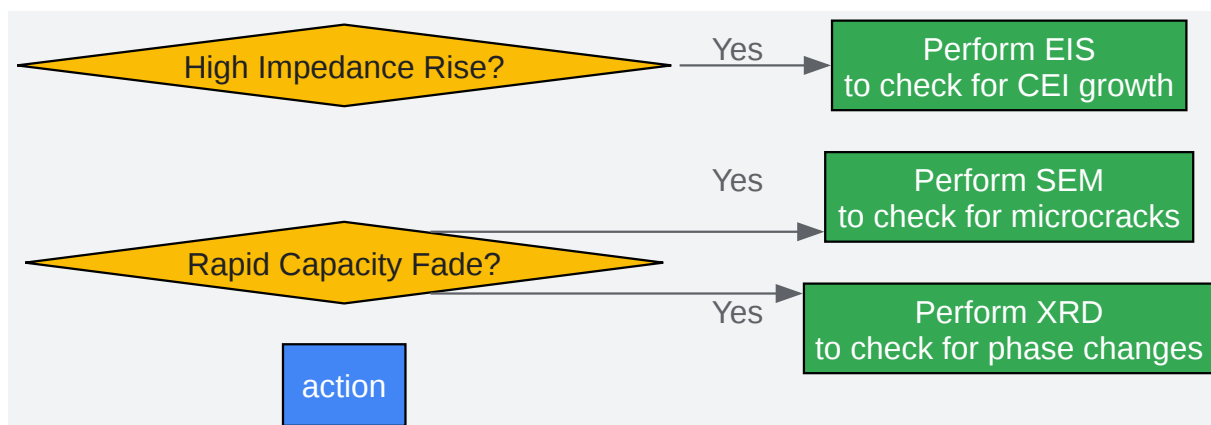 High Impedance Rise?
Yes
Perform EIS
to check for CEI growth
Yes
Perform SEM
to check for microcracks
Rapid Capacity Fade?
Yes
Perform XRD
to check for phase changes
action